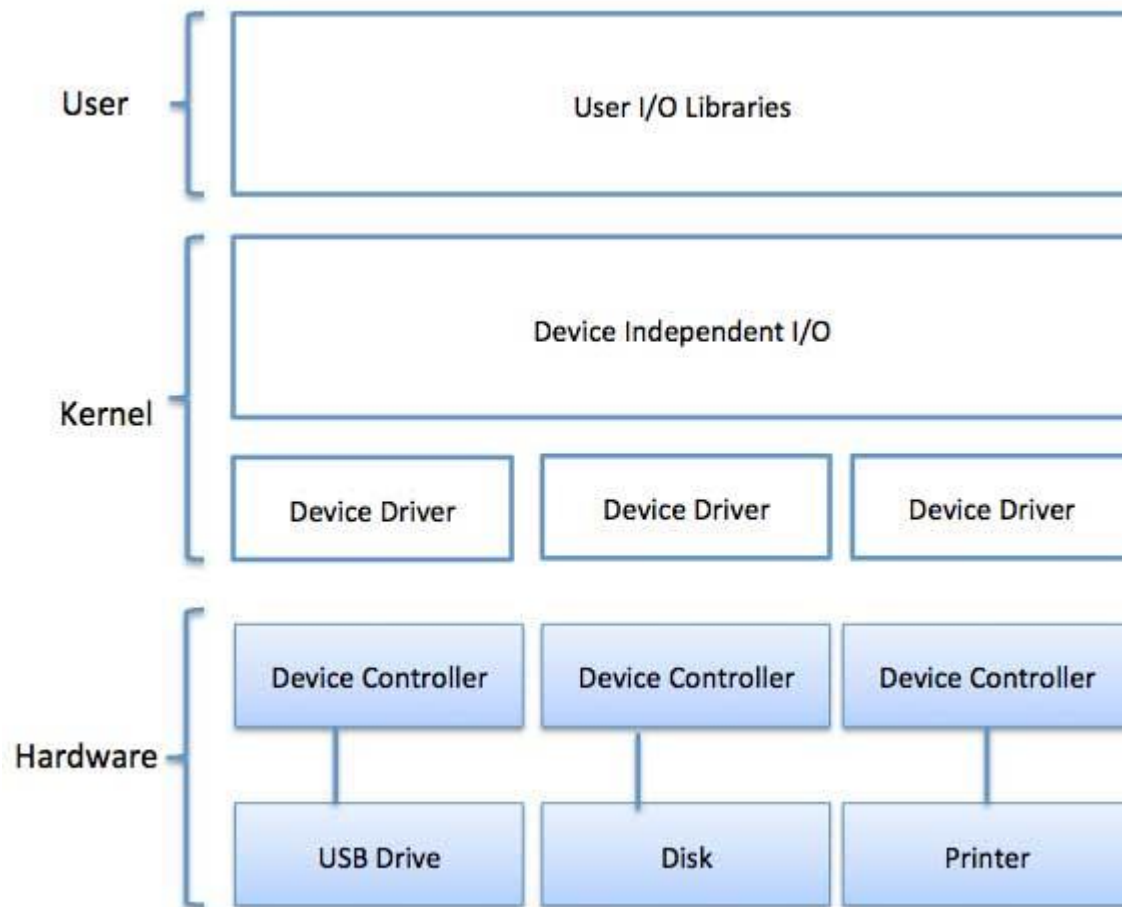 User
User I/O Libraries
Kernel
Device Independent I/O
Device Driver
Device Driver
Device Driver
Hardware
Device Controller
Device Controller
Device Controller
USB Drive
Disk
Printer